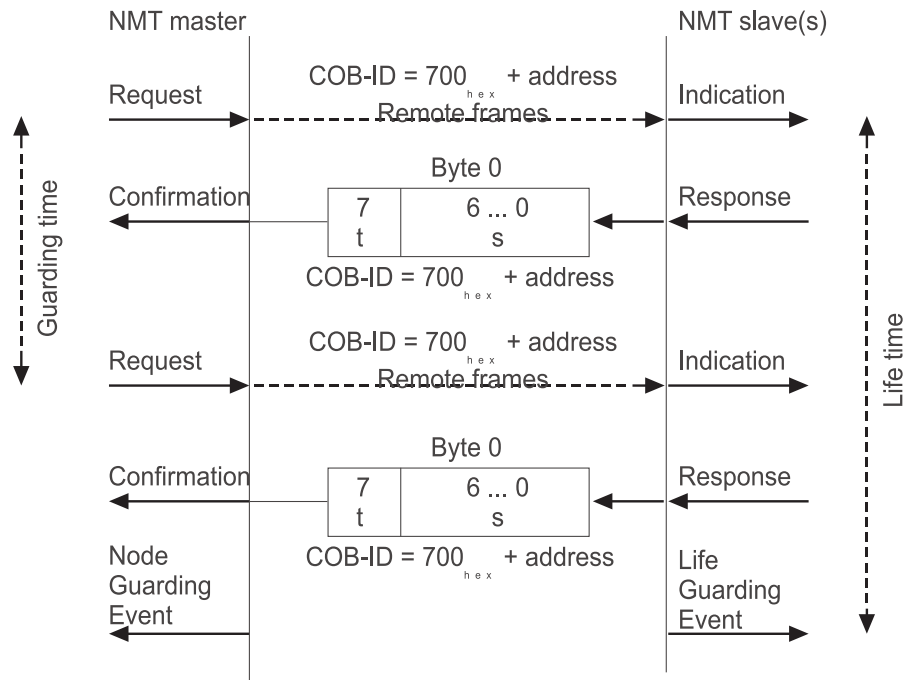 NMT master
NMT slave(s)
COB-ID = 700hex + address
Request
Remote frames
Indication
Byte 0
Confirmation
7
6 ... 0
Response
t
s
COB-ID = 700hex + address
Guarding time
COB-ID = 700hex + address
Request
Remote frames
Indication
Life time
Byte 0
Confirmation
7
6 ... 0
Response
t
s
COB-ID = 700hex + address
Node
Guarding
Event
Life
Guarding
Event